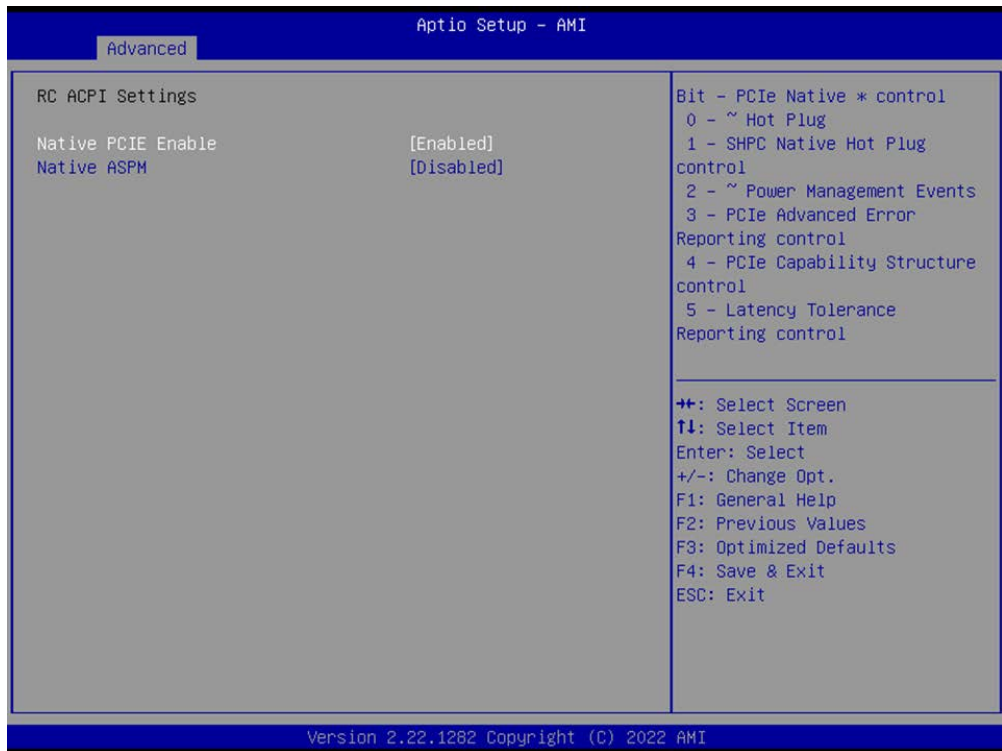 Aptio Setup – AMI
Advanced
RC ACPI Settings
Native PCIE Enable [Enabled]
Native ASPM [Disabled]
Bit – PCIe Native * control
0 – ~ Hot Plug
1 – SHPC Native Hot Plug
control
2 – ~ Power Management Events
3 – PCIe Advanced Error
Reporting control
4 – PCIe Capability Structure
control
5 – Latency Tolerance
Reporting control
→←: Select Screen
↑↓: Select Item
Enter: Select
+/-: Change Opt.
F1: General Help
F2: Previous Values
F3: Optimized Defaults
F4: Save & Exit
ESC: Exit
Version 2.22.1282 Copyright (C) 2022 AMI